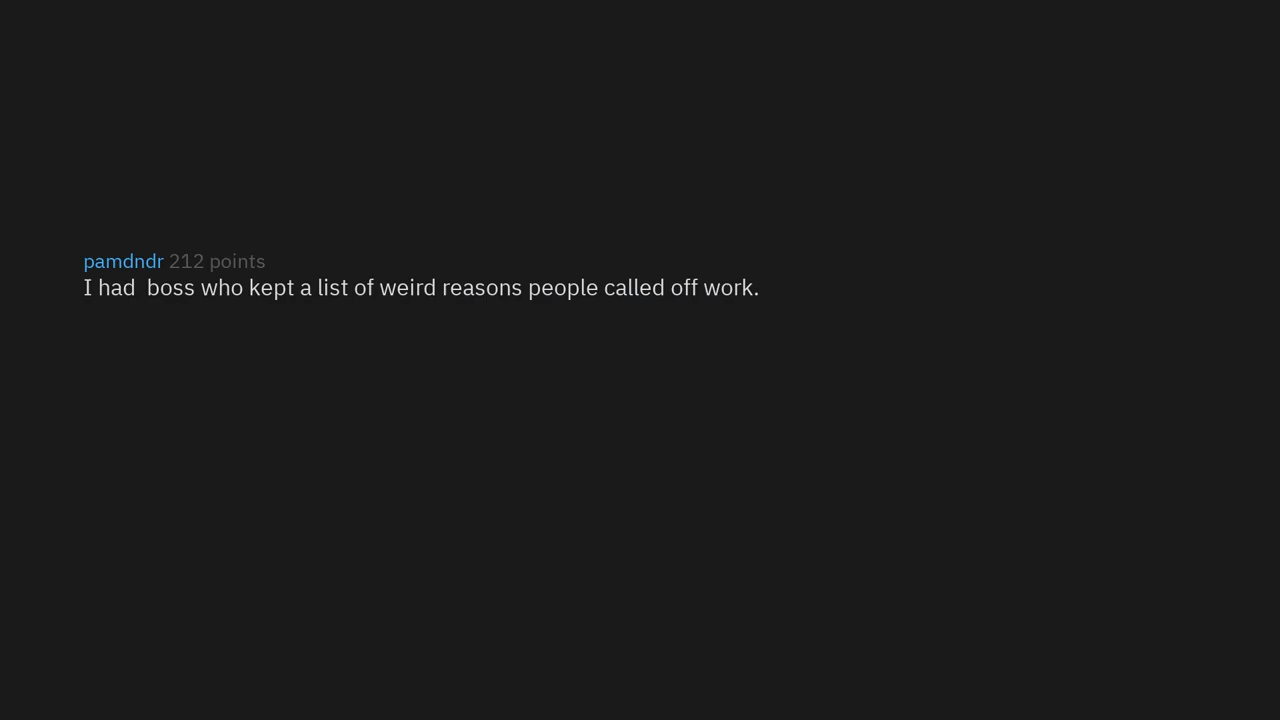 pamdndr 212 points
I had  boss who kept a list of weird reasons people called off work.